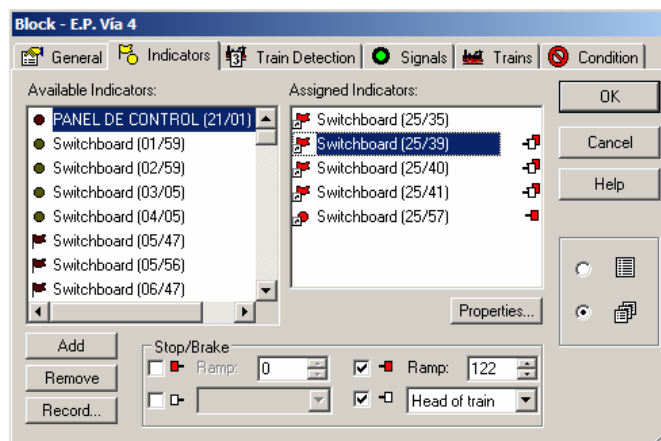 Block - E.P. Vía 4
General Indicators Train Detection Signals Trains Condition
Available Indicators:
PANEL DE CONTROL (21/01)
Switchboard (01/59)
Switchboard (02/59)
Switchboard (03/05)
Switchboard (04/05)
Switchboard (05/47)
Switchboard (05/56)
Switchboard (06/47)
Assigned Indicators:
Switchboard (25/35)
Switchboard (25/39)
Switchboard (25/40)
Switchboard (25/41)
Switchboard (25/57)
Properties...
OK
Cancel
Help
Add
Remove
Record...
Stop/Brake
Ramp: 0 Ramp: 122
Head of train